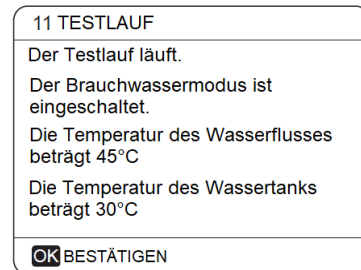 11 TESTLAUF
Der Testlauf läuft.
Der Brauchwassermodus ist
eingeschaltet.
Die Temperatur des Wasserflusses
beträgt 45°C
Die Temperatur des Wassertanks
beträgt 30°C
OK BESTÄTIGEN